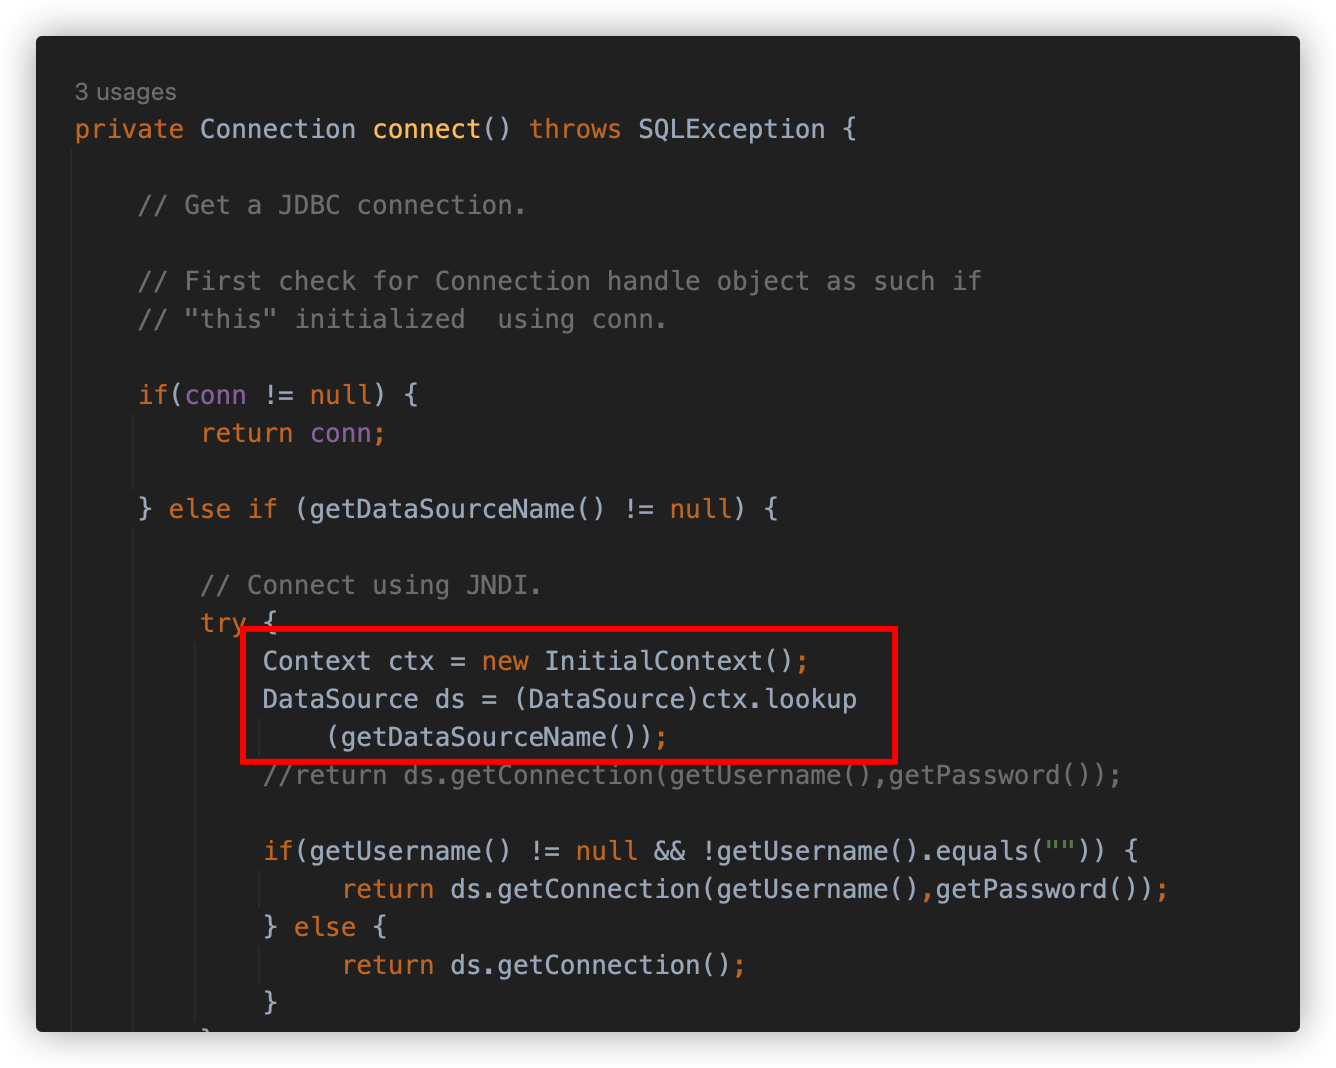 3 usages
private Connection connect() throws SQLException {
// Get a JDBC connection.
// First check for Connection handle object as such if
// "this" initialized  using conn.
if(conn != null) {
return conn;
} else if (getDataSourceName() != null) {
// Connect using JNDI.
try {
Context ctx = new InitialContext();
DataSource ds = (DataSource)ctx.lookup
(getDataSourceName());
//return ds.getConnection(getUsername(),getPassword());
if(getUsername() != null && !getUsername().equals("")) {
return ds.getConnection(getUsername(),getPassword());
} else {
return ds.getConnection();
}